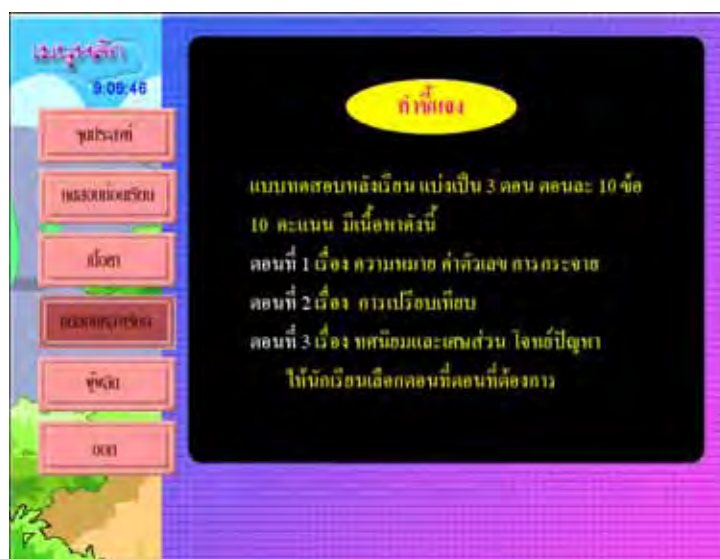 เมนูหลัก
9:09:46
จุดประสงค์
ทดสอบก่อนเรียน
เนื้อหา
ทดสอบหลังเรียน
ผู้ผลิต
ออก
คำชี้แจง
แบบทดสอบหลังเรียน แบ่งเป็น 3 ตอน ตอนละ 10 ข้อ
10 คะแนน มีเนื้อหาดังนี้
ตอนที่ 1 เรื่อง ความหมาย ค่าตัวเลข การกระจาย
ตอนที่ 2 เรื่อง การเปรียบเทียบ
ตอนที่ 3 เรื่อง ทศนิยมและเศษส่วน โจทย์ปัญหา
ให้นักเรียนเลือกตอนที่ตอนที่ต้องการ